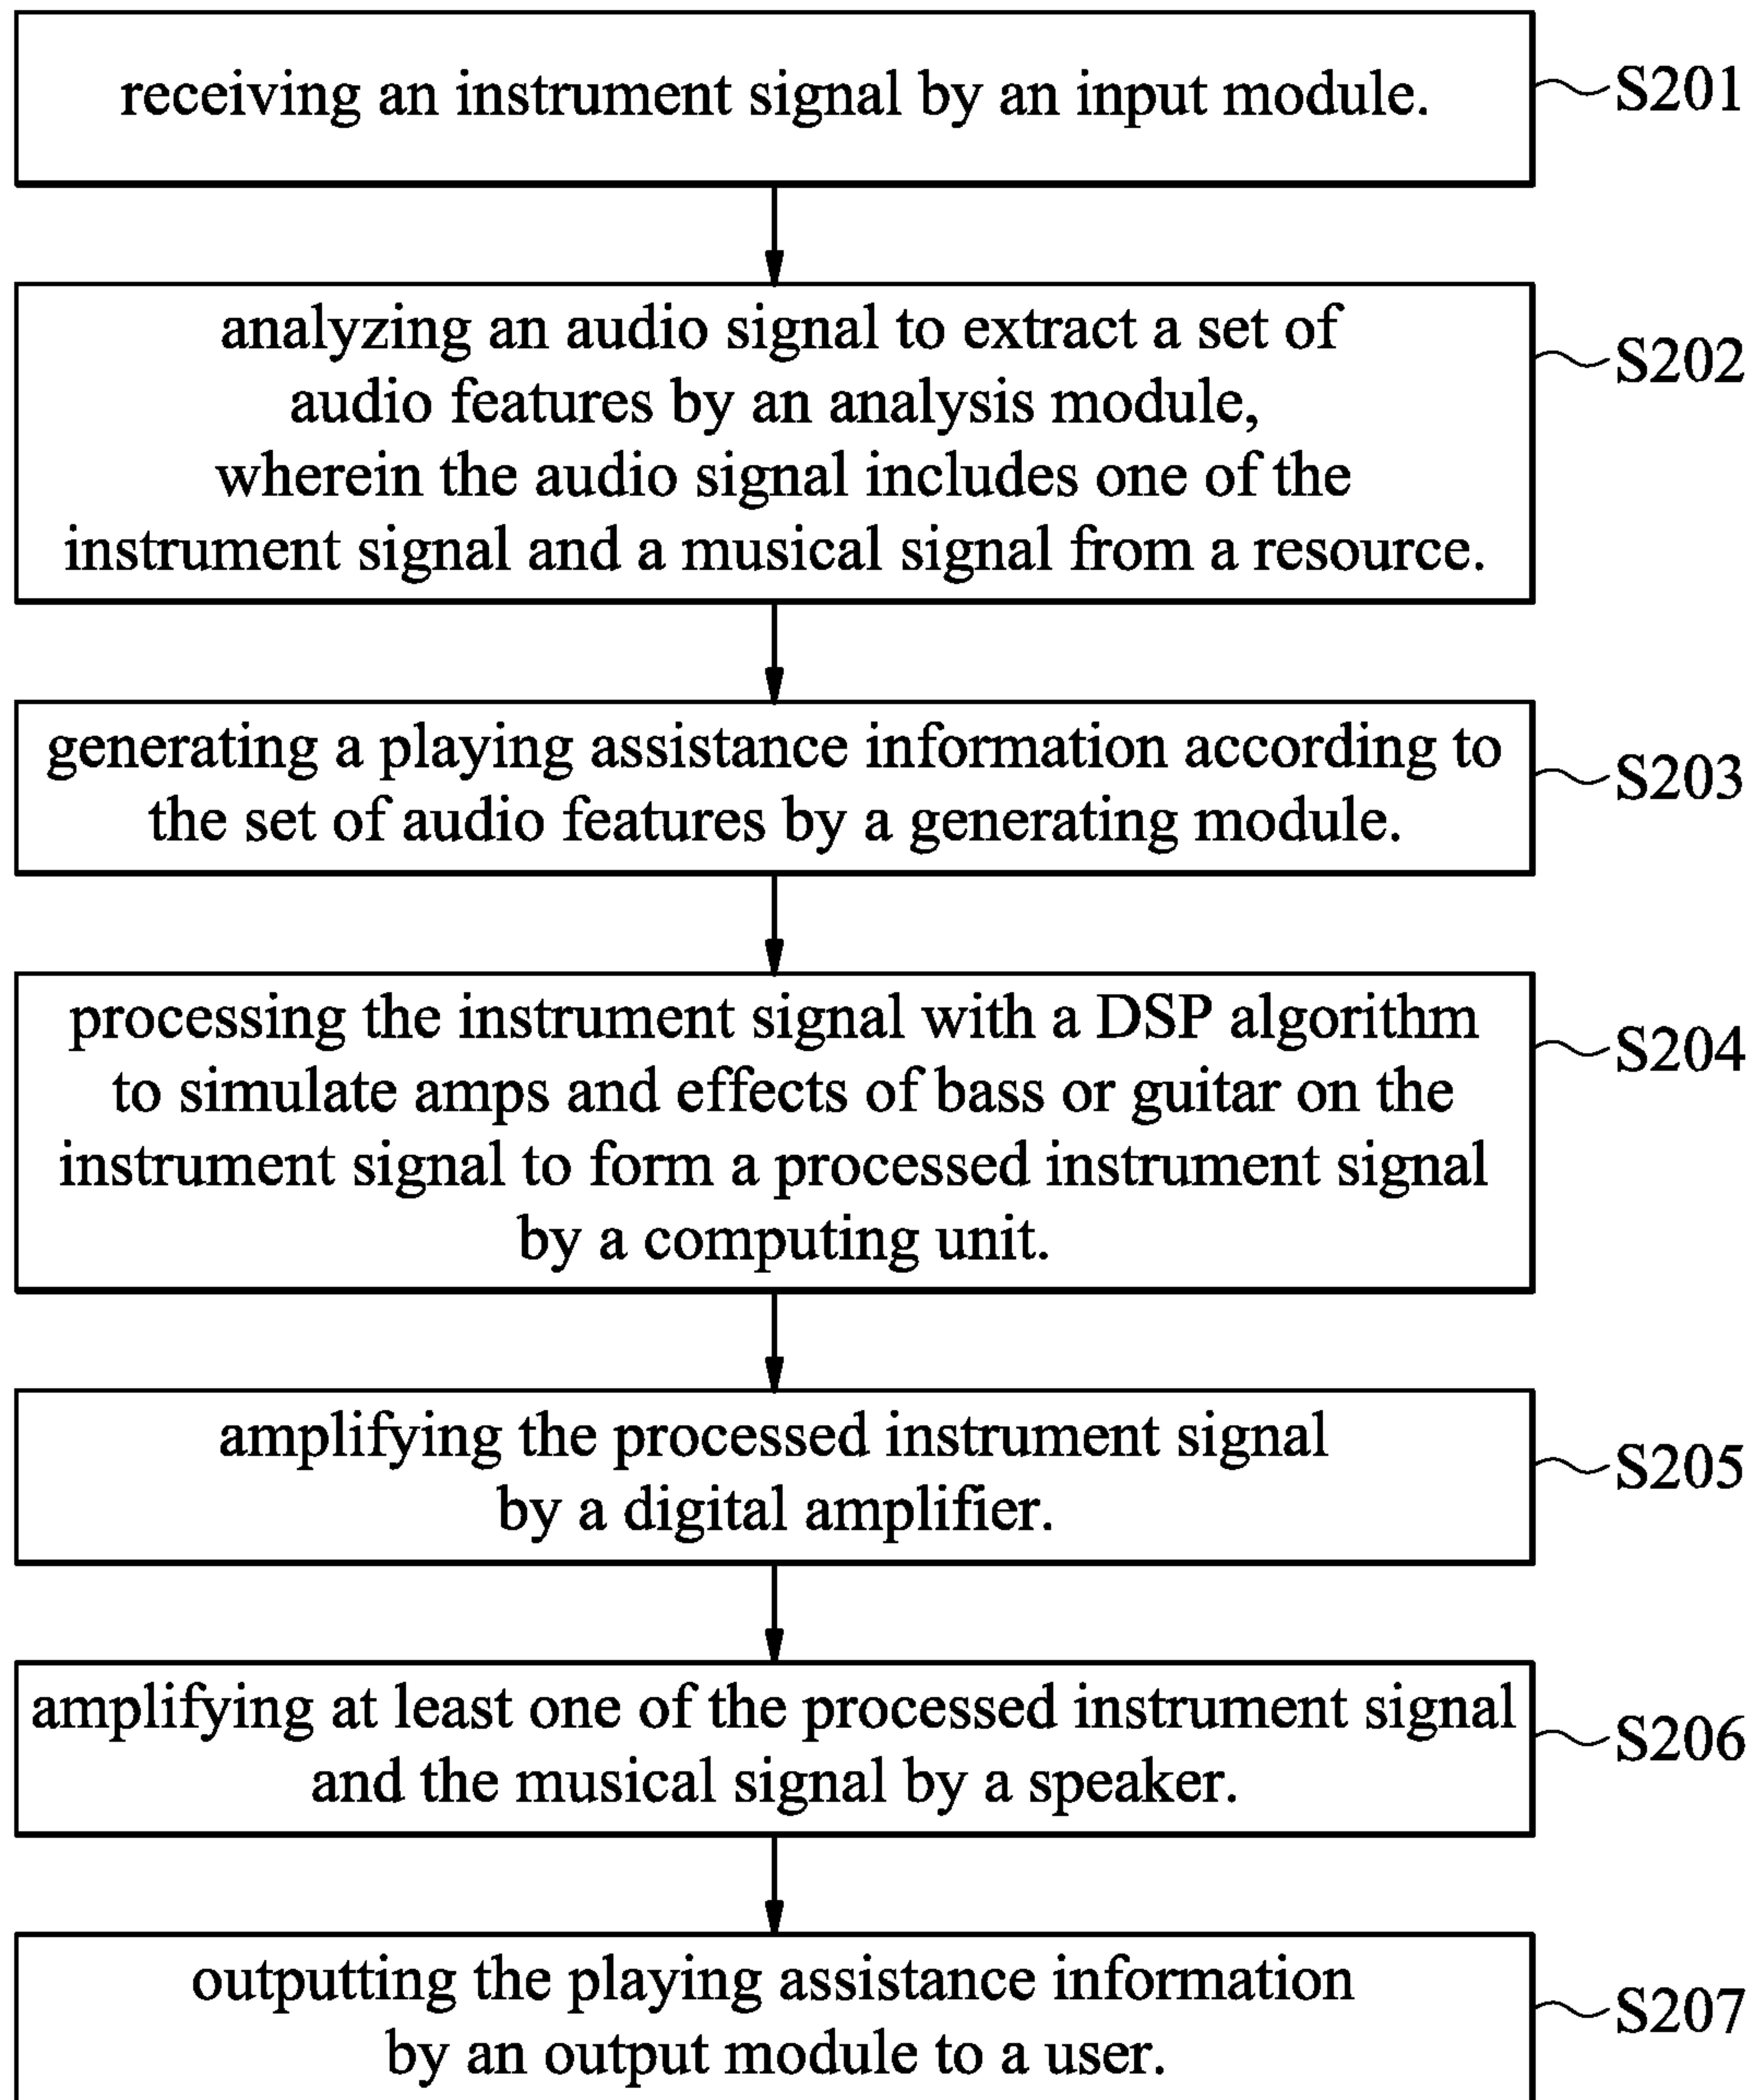 receiving an instrument signal by an input module.
S201
analyzing an audio signal to extract a set of
audio features by an analysis module,
wherein the audio signal includes one of the
instrument signal and a musical signal from a resource.
S202
generating a playing assistance information according to
the set of audio features by a generating module.
S203
processing the instrument signal with a DSP algorithm
to simulate amps and effects of bass or guitar on the
instrument signal to form a processed instrument signal
by a computing unit.
S204
amplifying the processed instrument signal
by a digital amplifier.
S205
amplifying at least one of the processed instrument signal
and the musical signal by a speaker.
S206
outputting the playing assistance information
by an output module to a user.
S207